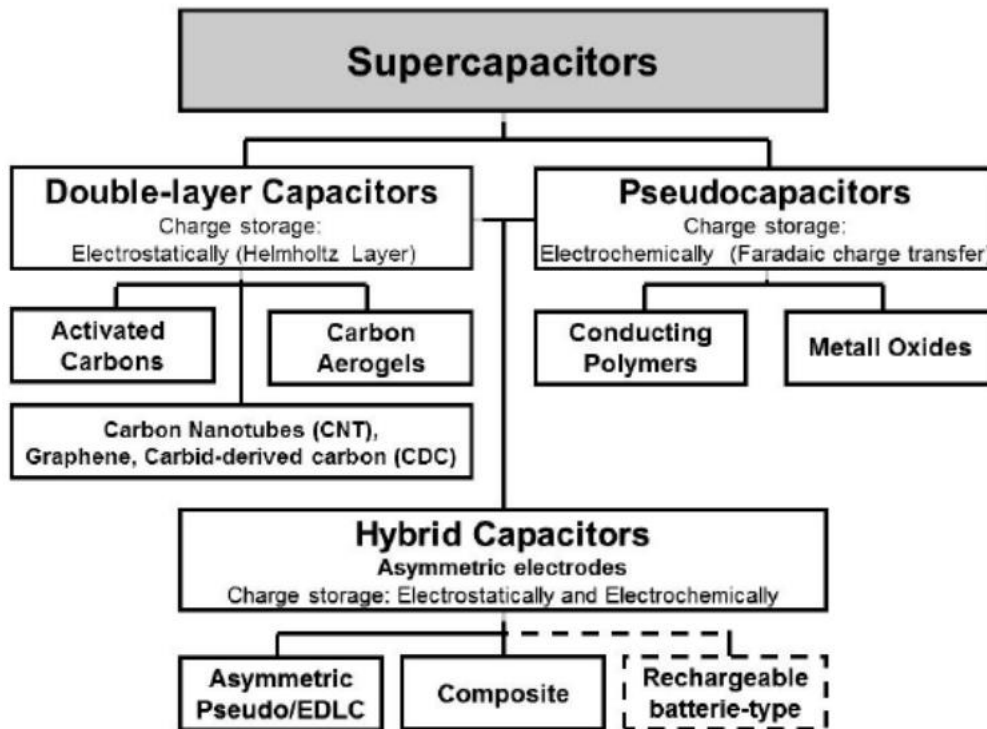 Supercapacitors
Double-layer Capacitors
Charge storage:
Electrostatically (Helmholtz Layer)
Pseudocapacitors
Charge storage:
Electrochemically (Faradaic charge transfer)
Activated
Carbons
Carbon
Aerogels
Conducting
Polymers
Metall Oxides
Carbon Nanotubes (CNT),
Graphene, Carbid-derived carbon (CDC)
Hybrid Capacitors
Asymmetric electrodes
Charge storage: Electrostatically and Electrochemically
Asymmetric
Pseudo/EDLC
Composite
Rechargeable
batterie-type